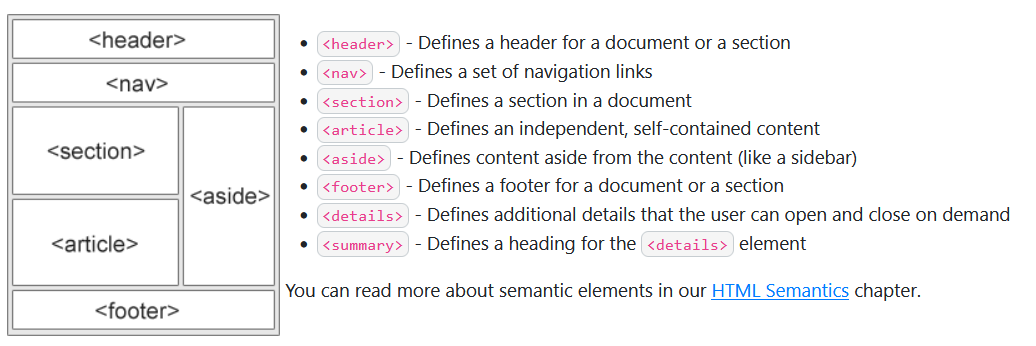 <header>
<nav>
<section>
<aside>
<article>
<footer>
<header> - Defines a header for a document or a section
<nav> - Defines a set of navigation links
<section> - Defines a section in a document
<article> - Defines an independent, self-contained content
<aside> - Defines content aside from the content (like a sidebar)
<footer> - Defines a footer for a document or a section
<details> - Defines additional details that the user can open and close on demand
<summary> - Defines a heading for the <details> element
You can read more about semantic elements in our HTML Semantics chapter.